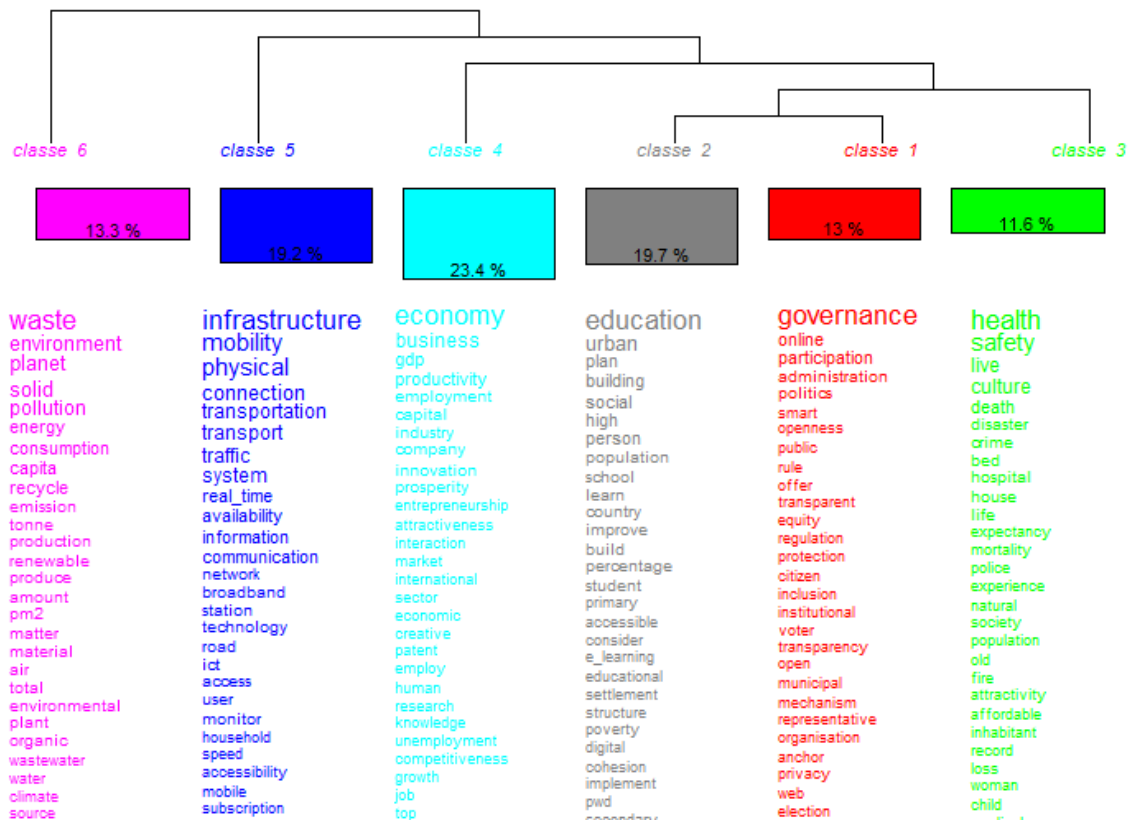 classe 6
classe 5
classe 4
classe 2
classe 1
classe 3
13.3 %
19.2 %
23.4 %
19.7 %
13 %
11.6 %
waste
environment
planet
solid
pollution
energy
consumption
capita
recycle
emission
tonne
production
renewable
produce
amount
pm2
matter
material
air
total
environmental
plant
organic
wastewater
water
climate
source
infrastructure
mobility
physical
connection
transportation
transport
traffic
system
real_time
availability
information
communication
network
broadband
station
technology
road
ict
access
user
monitor
household
speed
accessibility
mobile
subscription
economy
business
gdp
productivity
employment
capital
industry
company
innovation
prosperity
entrepreneurship
attractiveness
interaction
market
international
sector
economic
creative
patent
employ
human
research
knowledge
unemployment
competitiveness
growth
job
top
education
urban
plan
building
social
high
person
population
school
learn
country
improve
build
percentage
student
primary
accessible
consider
e_learning
educational
settlement
structure
poverty
digital
cohesion
implement
pwd
secondary
governance
online
participation
administration
politics
smart
openness
public
rule
offer
transparent
equity
regulation
protection
citizen
inclusion
institutional
voter
transparency
open
municipal
mechanism
representative
organisation
anchor
privacy
web
election
health
safety
live
culture
death
disaster
crime
bed
hospital
house
life
expectancy
mortality
police
experience
natural
society
population
old
fire
attractivity
affordable
inhabitant
record
loss
woman
child